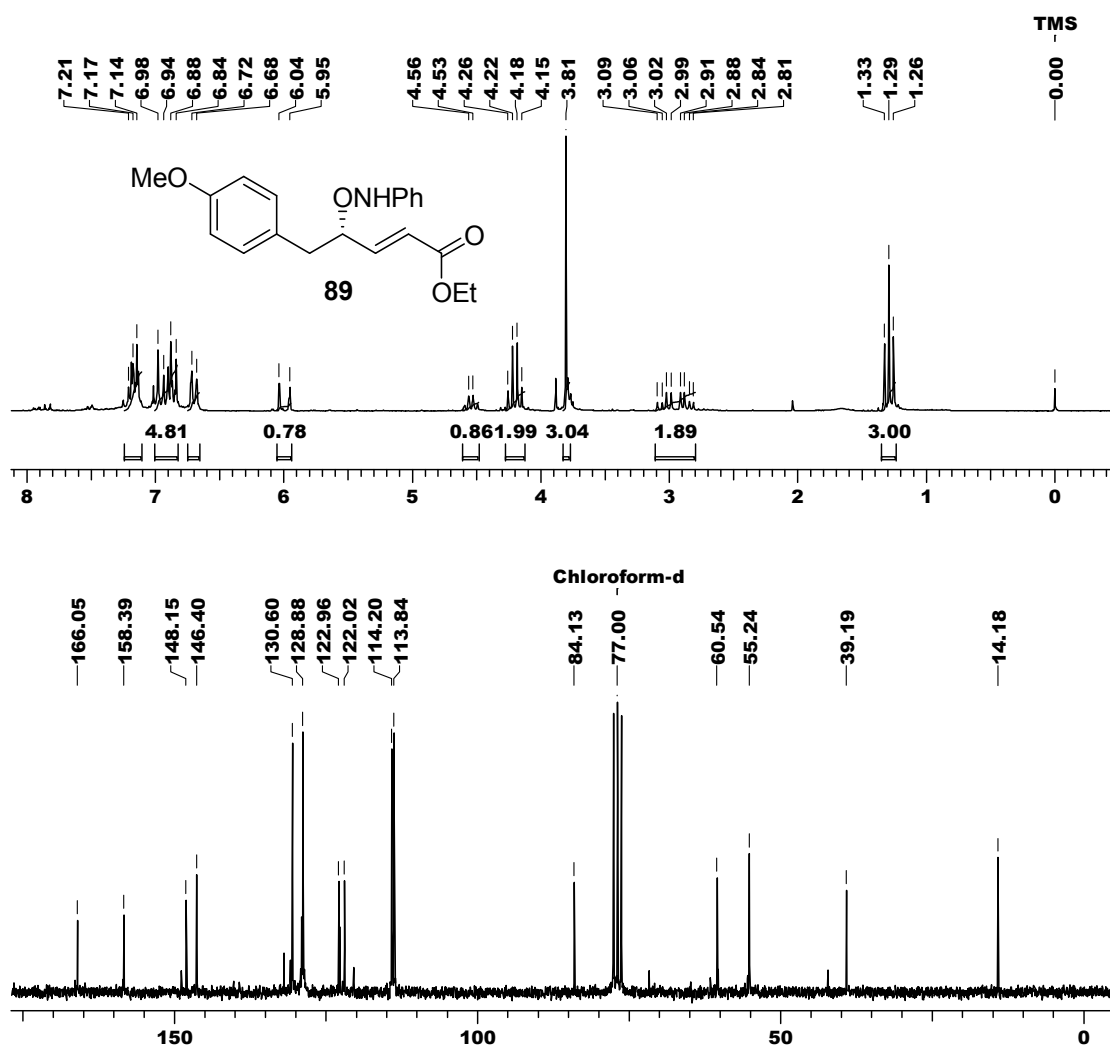 TMS
7.21 7.17 7.14 6.98 6.94 6.88 6.84 6.72 6.68 6.04 5.95 4.56 4.53 4.26 4.22 4.18 4.15 3.81 3.09 3.06 3.02 2.99 2.91 2.88 2.84 2.81 1.33 1.29 1.26 0.00
MeO
ONHPh
O
OEt
89
4.81 0.78 0.86 1.99 3.04 1.89 3.00
8 7 6 5 4 3 2 1 0
Chloroform-d
166.05 158.39 148.15 146.40 130.60 128.88 122.96 122.02 114.20 113.84 84.13 77.00 60.54 55.24 39.19 14.18
150 100 50 0